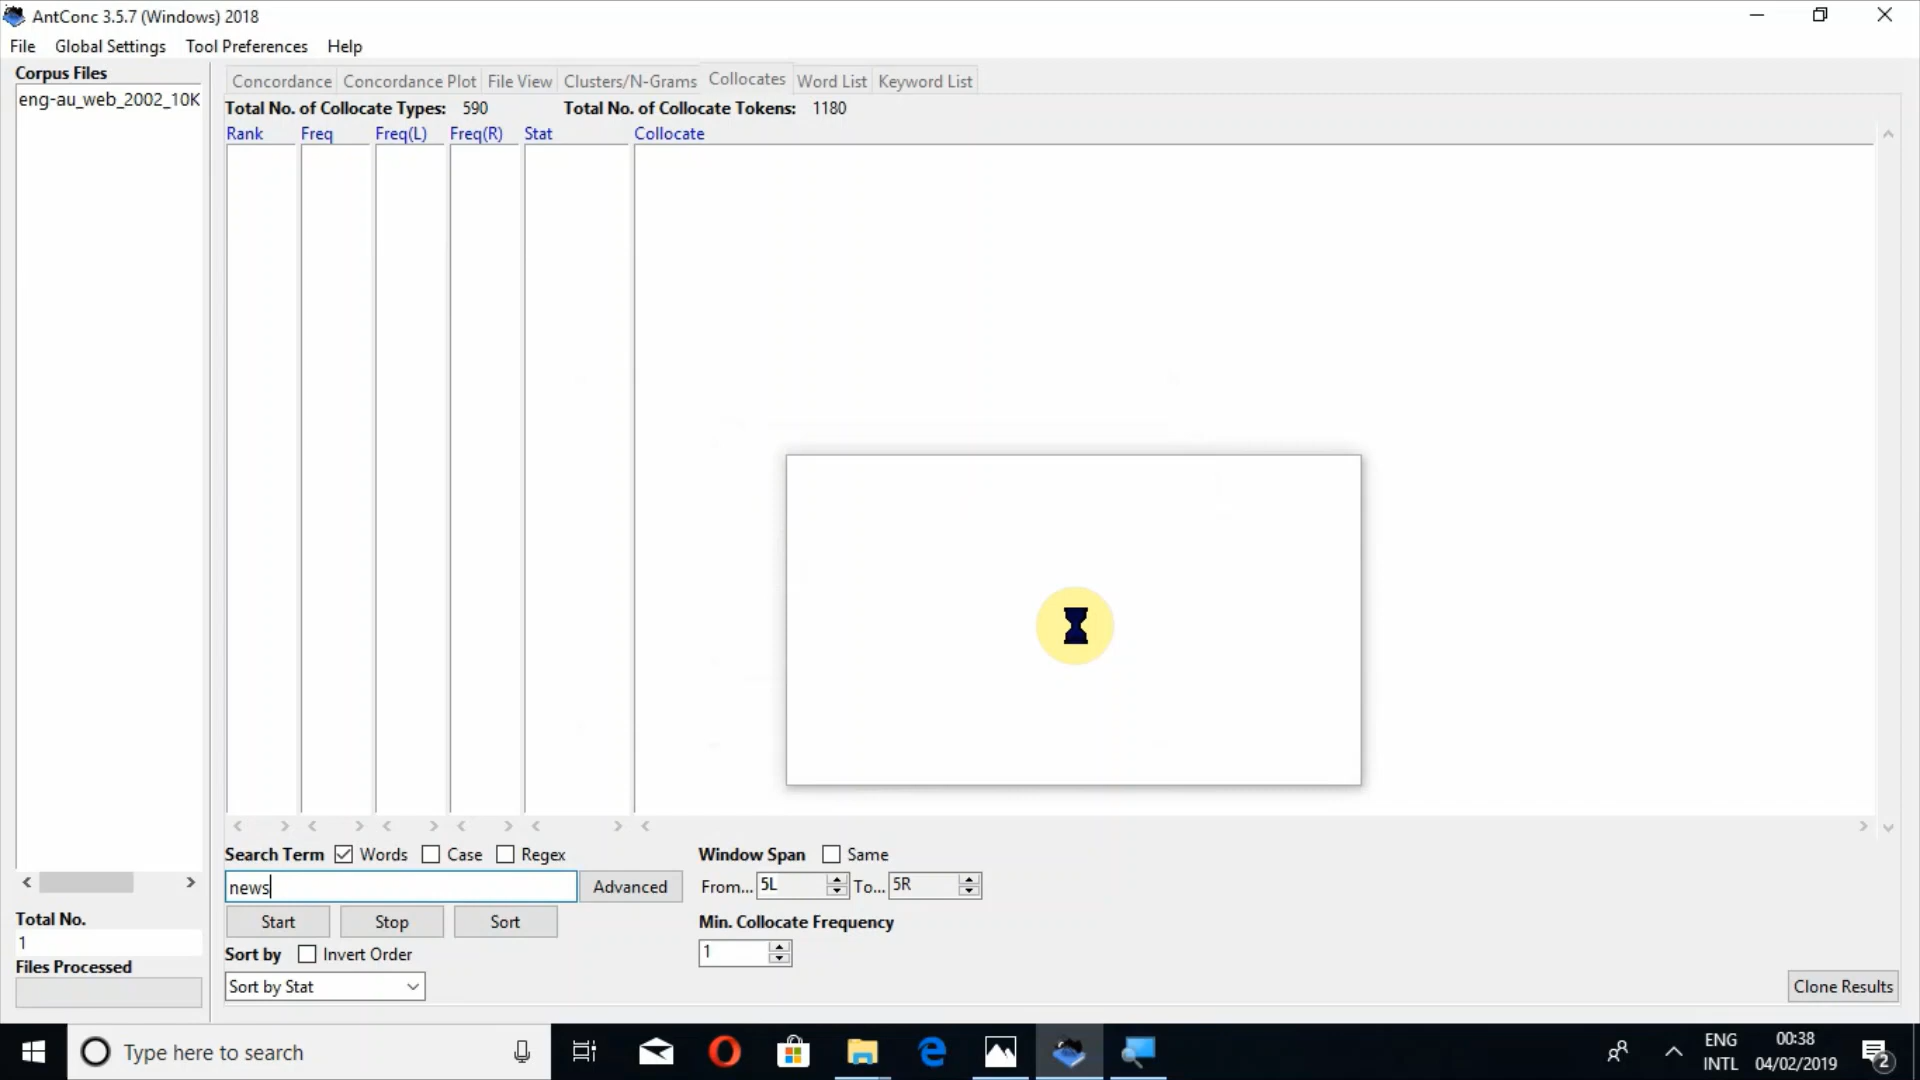 AntConc 3.5.7 (Windows) 2018
File Global Settings Tool Preferences Help
Corpus Files
eng-au_web_2002_10K
Concordance Concordance Plot File View Clusters/N-Grams Collocates Word List Keyword List
Total No. of Collocate Types: 590 Total No. of Collocate Tokens: 1180
Rank Freq Freq(L) Freq(R) Stat Collocate
Search Term Words Case Regex
news Advanced
Start Stop Sort
Sort by Invert Order
Sort by Stat
Window Span Same
From... 5L To... 5R
Min. Collocate Frequency
1
Total No.
1
Files Processed
Clone Results
Type here to search
ENG
INTL
00:38
04/02/2019
2